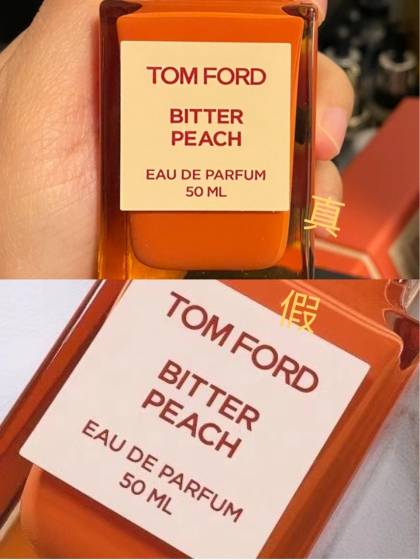 TOM FORD
BITTER
PEACH
EAU DE PARFUM
50 ML
真
假
TOM FORD
BITTER
PEACH
EAU DE PARFUM
50 ML